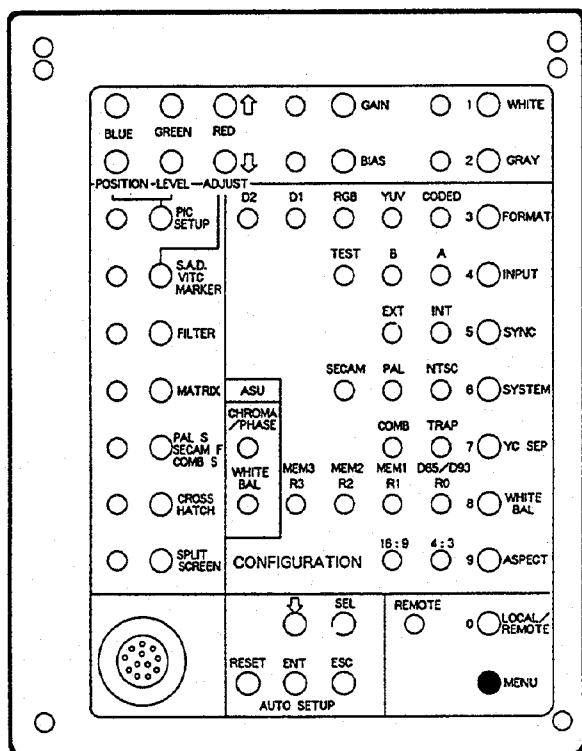 GAIN 1 WHITE
BLUE GREEN RED
BIAS 2 GRAY
POSITION LEVEL ADJUST
D2 D1 RGB YUV CODED
PIC
SETUP
3 FORMAT
TEST B A
S.A.D.
VITC
MARKER
4 INPUT
EXT INT
FILTER 5 SYNC
SECAM PAL NTSC
MATRIX ASU 6 SYSTEM
CHROMA
/PHASE
COMB TRAP
PAL S
SECAM F
COMB S
7 YC SEP
WHITE
BAL
MEM3 MEM2 MEM1 D65/D93
R3 R2 R1 R0
CROSS
HATCH
8 WHITE
BAL
16:9 4:3
SPLIT
SCREEN
CONFIGURATION 9 ASPECT
SEL REMOTE
0 LOCAL/
REMOTE
RESET ENT ESC
MENU
AUTO SETUP